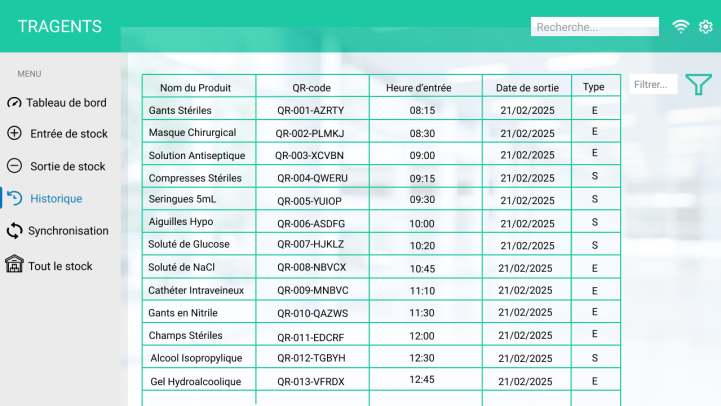 TRAGENTS
Recherche...
MENU
Tableau de bord
Entrée de stock
Sortie de stock
Historique
Synchronisation
Tout le stock
Filtrer...
Nom du Produit QR-code Heure d'entrée Date de sortie Type
Gants Stériles QR-001-AZRTY 08:15 21/02/2025 E
Masque Chirurgical QR-002-PLMKJ 08:30 21/02/2025 E
Solution Antiseptique QR-003-XCVBN 09:00 21/02/2025 E
Compresses Stériles QR-004-QWERU 09:15 21/02/2025 S
Seringues 5mL QR-005-YUIOP 09:30 21/02/2025 S
Aiguilles Hypo QR-006-ASDFG 10:00 21/02/2025 S
Soluté de Glucose QR-007-HJKLZ 10:20 21/02/2025 S
Soluté de NaCl QR-008-NBVCX 10:45 21/02/2025 E
Cathéter Intraveineux QR-009-MNBVC 11:10 21/02/2025 E
Gants en Nitrile QR-010-QAZWS 11:30 21/02/2025 E
Champs Stériles QR-011-EDCRF 12:00 21/02/2025 E
Alcool Isopropylique QR-012-TGBYH 12:30 21/02/2025 S
Gel Hydroalcoolique QR-013-VFRDX 12:45 21/02/2025 E